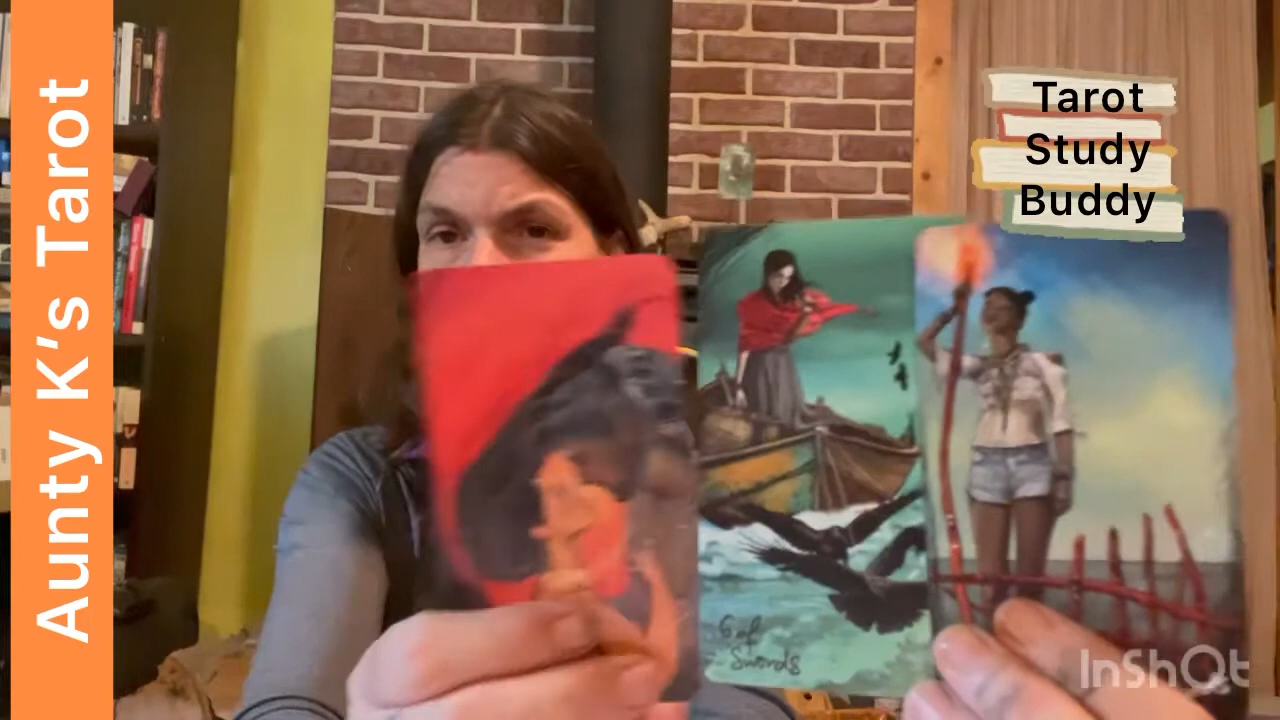 Aunty K's Tarot
Tarot
Study
Buddy
6 of
Swords
InShOt